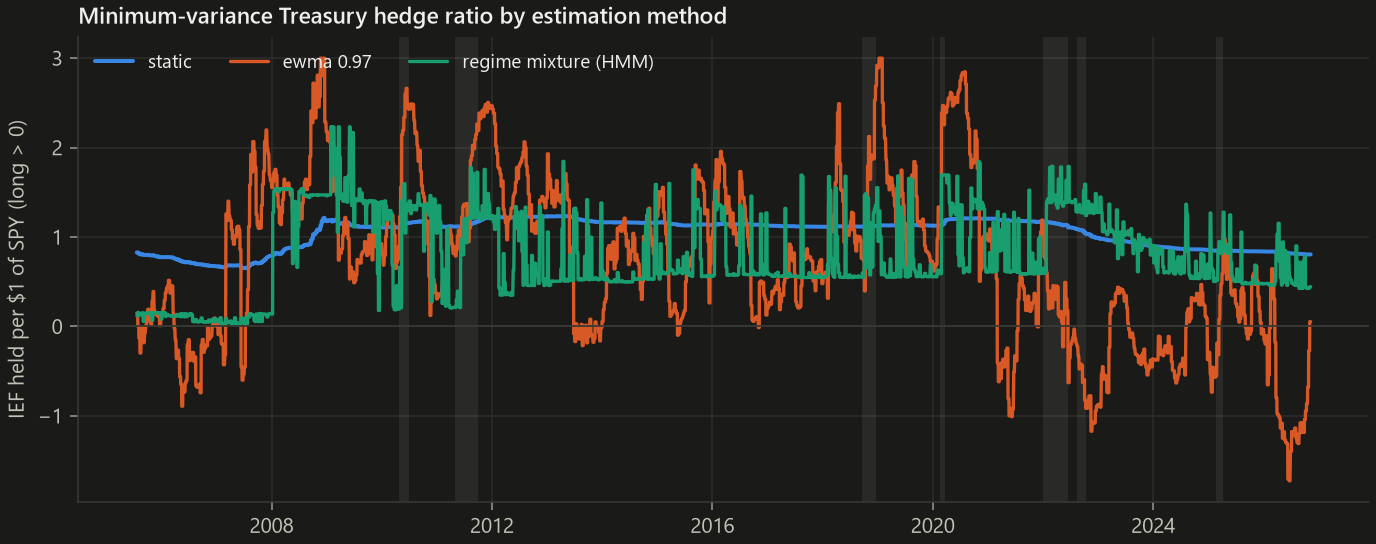 Minimum-variance Treasury hedge ratio by estimation method
static
ewma 0.97
regime mixture (HMM)
IEF held per $1 of SPY (long > 0)
3
2
1
0
−1
2008
2012
2016
2020
2024